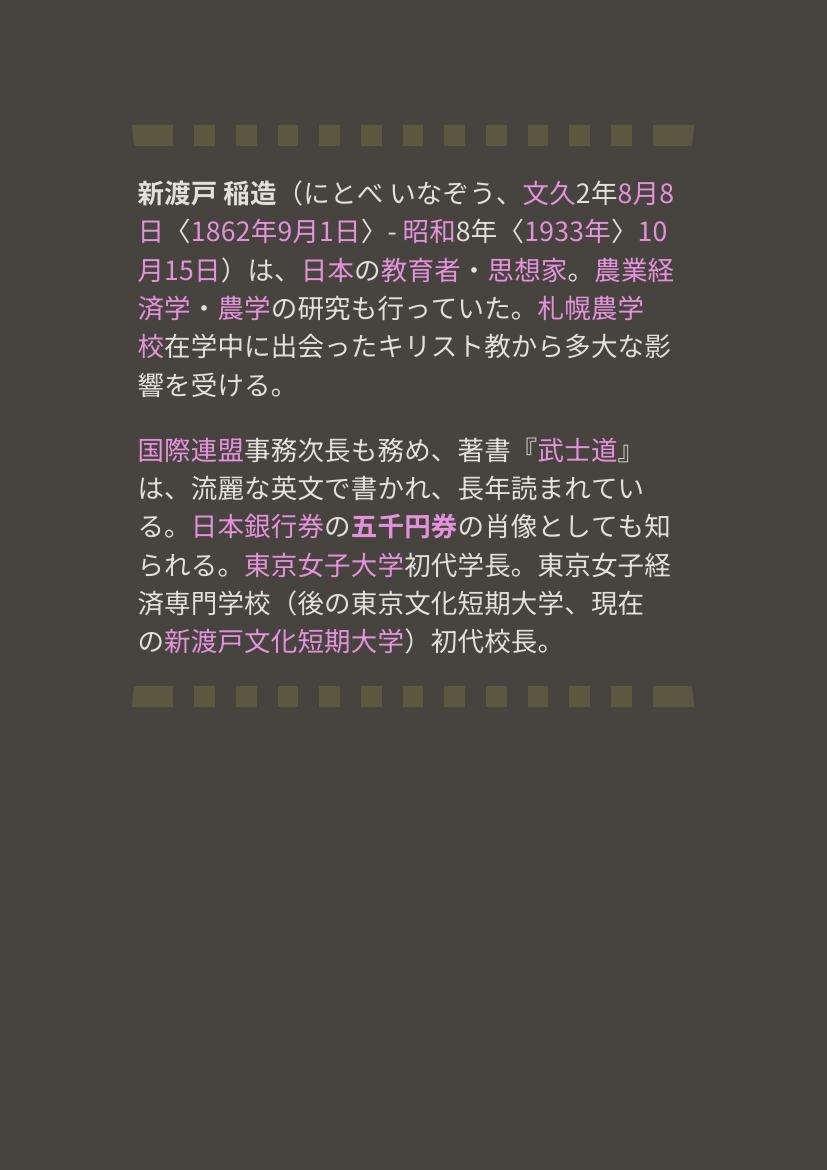 新渡戸 稲造（にとべ いなぞう、文久2年8月8
日〈1862年9月1日〉- 昭和8年〈1933年〉10
月15日）は、日本の教育者・思想家。農業経
済学・農学の研究も行っていた。札幌農学
校在学中に出会ったキリスト教から多大な影
響を受ける。
国際連盟事務次長も務め、著書『武士道』
は、流麗な英文で書かれ、長年読まれてい
る。日本銀行券の五千円券の肖像としても知
られる。東京女子大学初代学長。東京女子経
済専門学校（後の東京文化短期大学、現在
の新渡戸文化短期大学）初代校長。